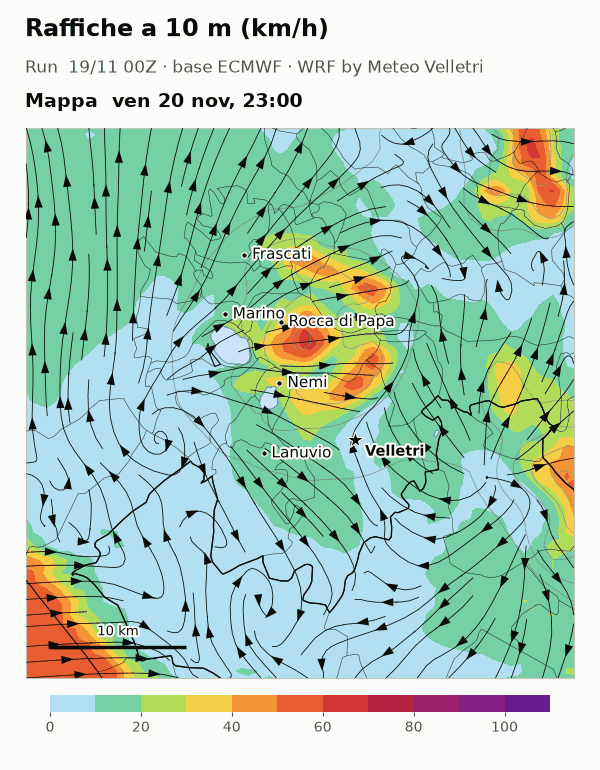 Raffiche a 10 m (km/h)
Run 19/11 00Z · base ECMWF · WRF by Meteo Velletri
Mappa ven 20 nov, 23:00
Frascati
Marino
Rocca di Papa
Nemi
Velletri
Lanuvio
10 km
0 20 40 60 80 100